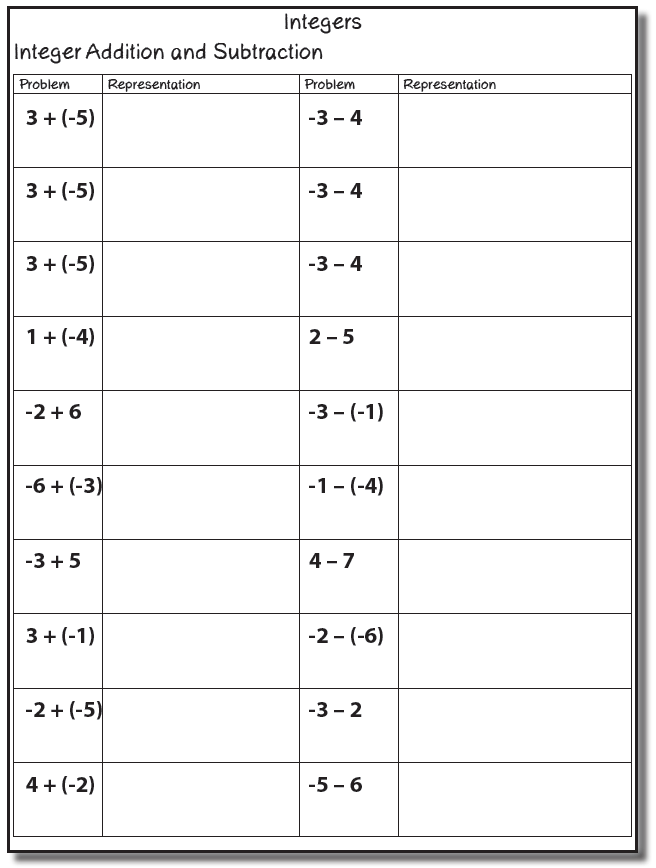 Integers
Integer Addition and Subtraction
Problem Representation Problem Representation
3 + (-5) -3 – 4
3 + (-5) -3 – 4
3 + (-5) -3 – 4
1 + (-4) 2 – 5
-2 + 6 -3 – (-1)
-6 + (-3) -1 – (-4)
-3 + 5 4 – 7
3 + (-1) -2 – (-6)
-2 + (-5) -3 – 2
4 + (-2) -5 – 6